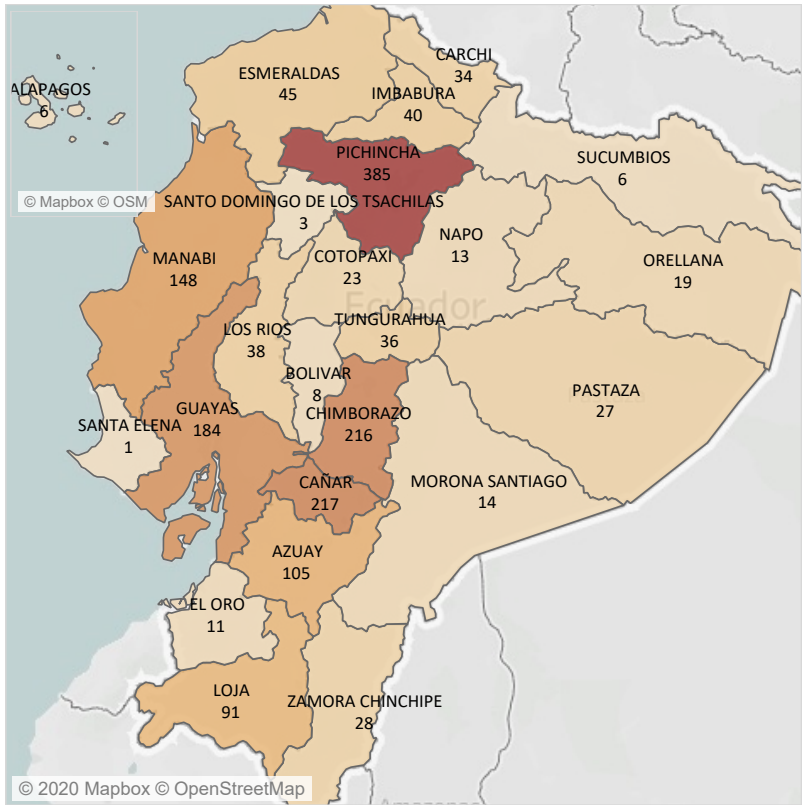 CARCHI
34
ESMERALDAS
45
IMBABURA
40
ALAPAGOS
6
PICHINCHA
385
SUCUMBIOS
6
© Mapbox © OSM
SANTO DOMINGO DE LOS TSACHILAS
3
NAPO
13
MANABI
148
COTOPAXI
23
ORELLANA
19
Ecuador
TUNGURAHUA
36
LOS RIOS
38
BOLIVAR
8
PASTAZA
27
GUAYAS
184
CHIMBORAZO
216
SANTA ELENA
1
CAÑAR
217
MORONA SANTIAGO
14
AZUAY
105
EL ORO
11
LOJA
91
ZAMORA CHINCHIPE
28
© 2020 Mapbox © OpenStreetMap